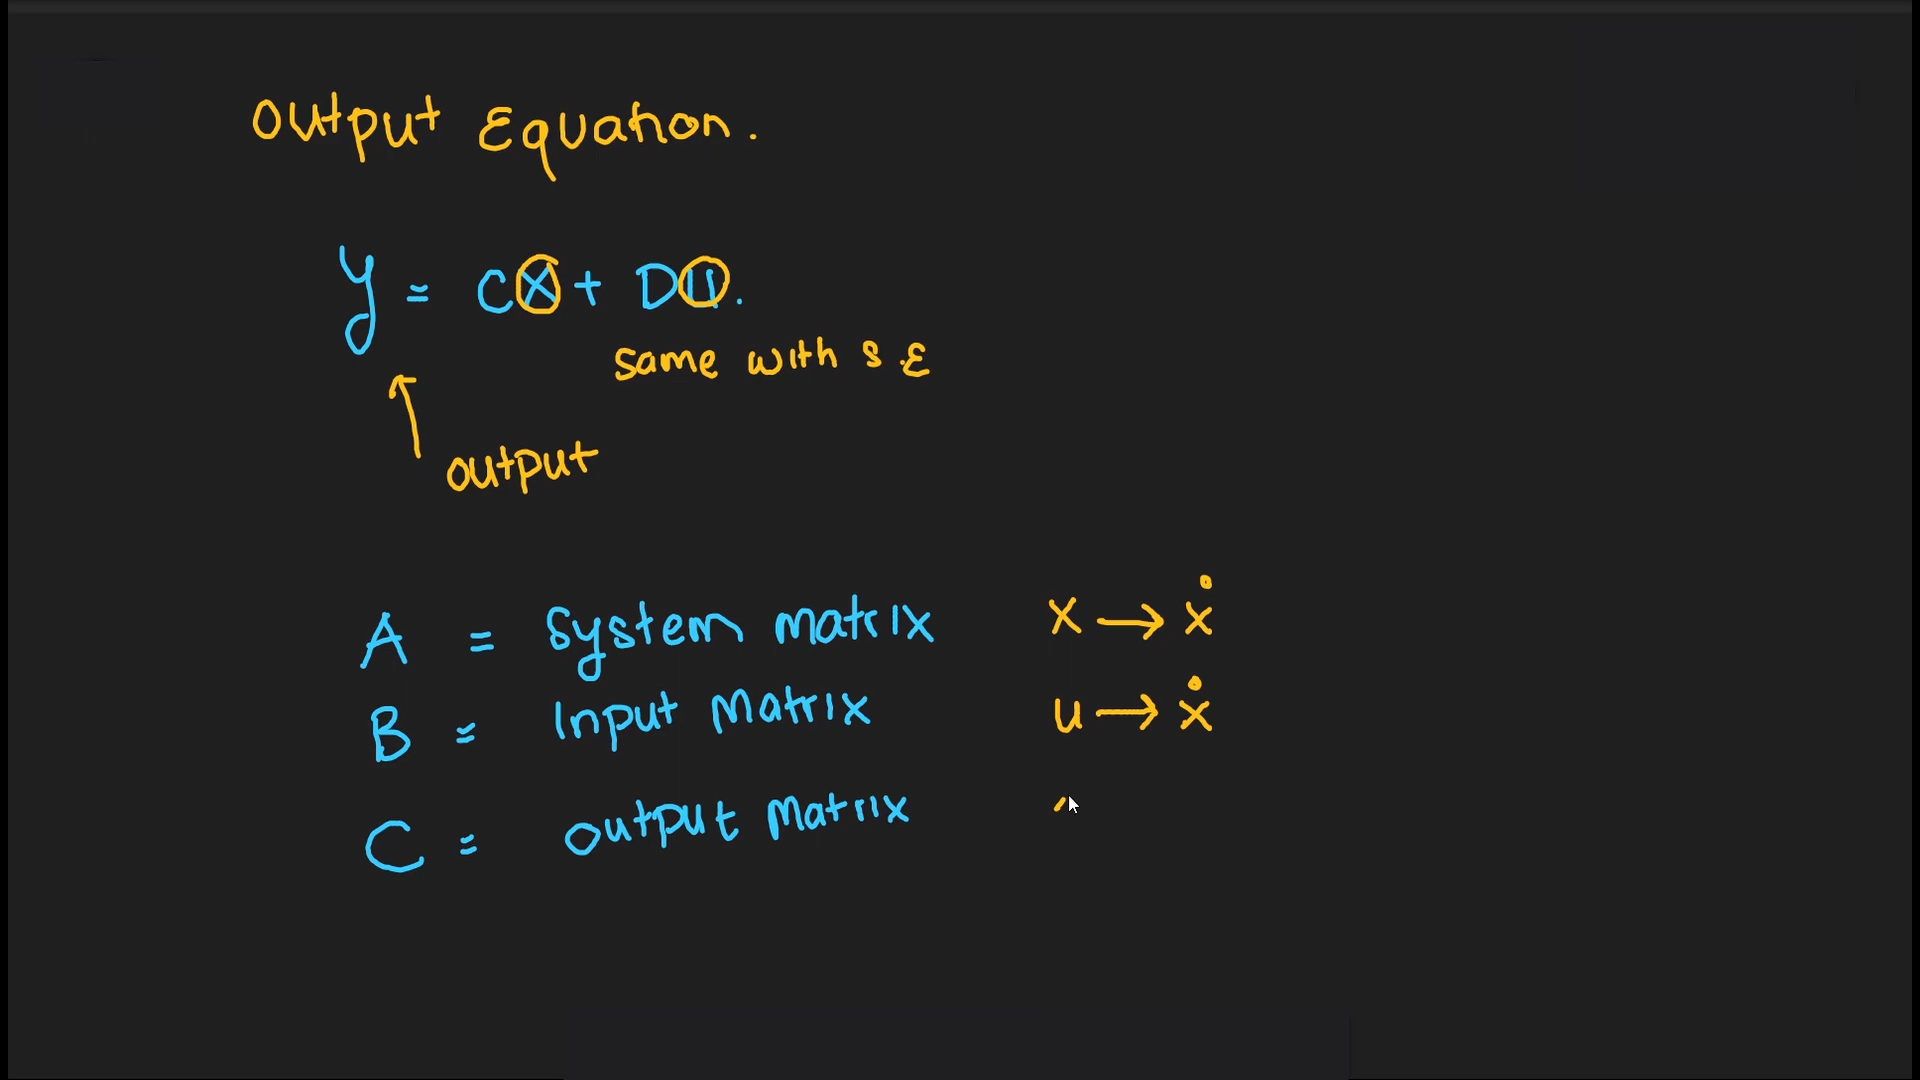 Output Equation.
y = Cx + Du.
same with S.E
output
A = System matrix x → ẋ
B = Input Matrix u → ẋ
C = Output Matrix